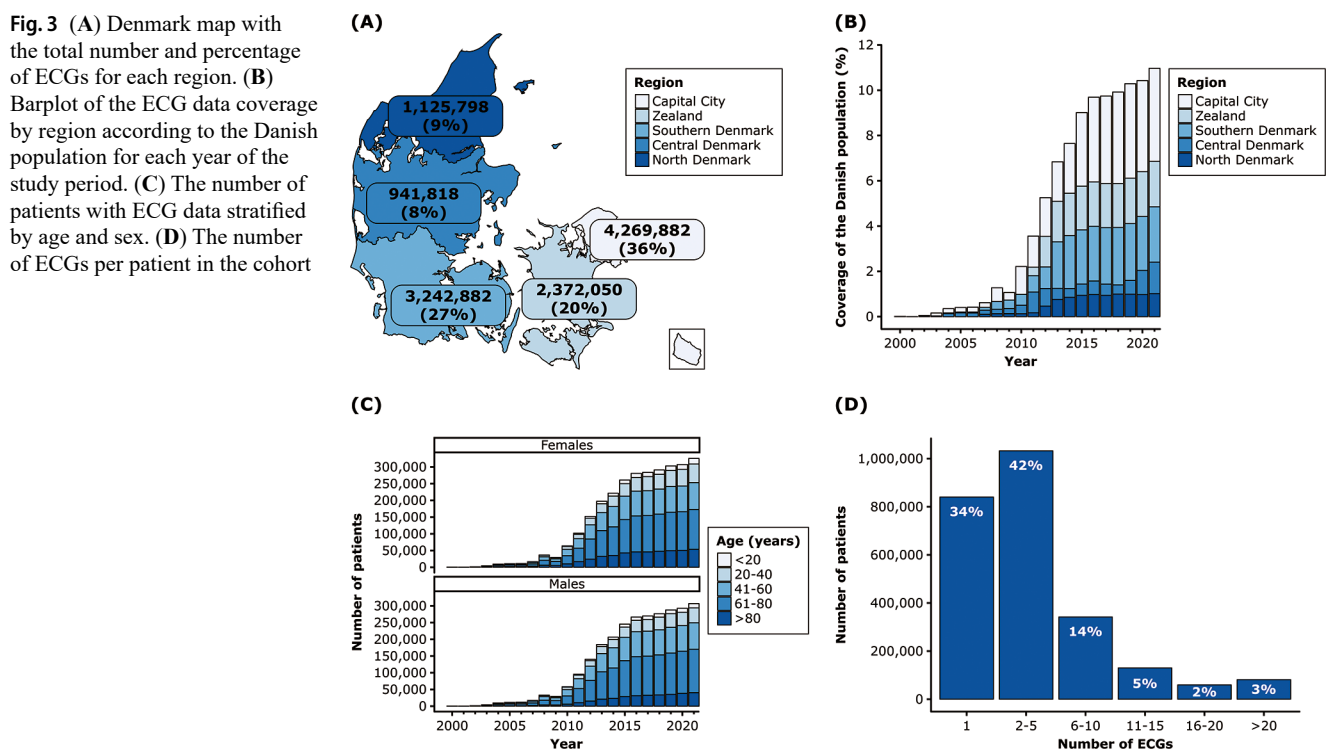 Fig. 3 (A) Denmark map with
the total number and percentage
of ECGs for each region. (B)
Barplot of the ECG data coverage
by region according to the Danish
population for each year of the
study period. (C) The number of
patients with ECG data stratified
by age and sex. (D) The number
of ECGs per patient in the cohort
(A)
1,125,798
(9%)
941,818
(8%)
4,269,882
(36%)
3,242,882
(27%)
2,372,050
(20%)
Region
Capital City
Zealand
Southern Denmark
Central Denmark
North Denmark
(B)
Coverage of the Danish population (%)
12
10
8
6
4
2
0
2000
2005
2010
2015
2020
Year
Region
Capital City
Zealand
Southern Denmark
Central Denmark
North Denmark
(C)
Number of patients
Females
300,000
250,000
200,000
150,000
100,000
50,000
0
Males
300,000
250,000
200,000
150,000
100,000
50,000
0
2000
2005
2010
2015
2020
Year
Age (years)
<20
20-40
41-60
61-80
>80
(D)
Number of patients
1,000,000
800,000
600,000
400,000
200,000
0
34%
42%
14%
5%
2%
3%
1
2-5
6-10
11-15
16-20
>20
Number of ECGs